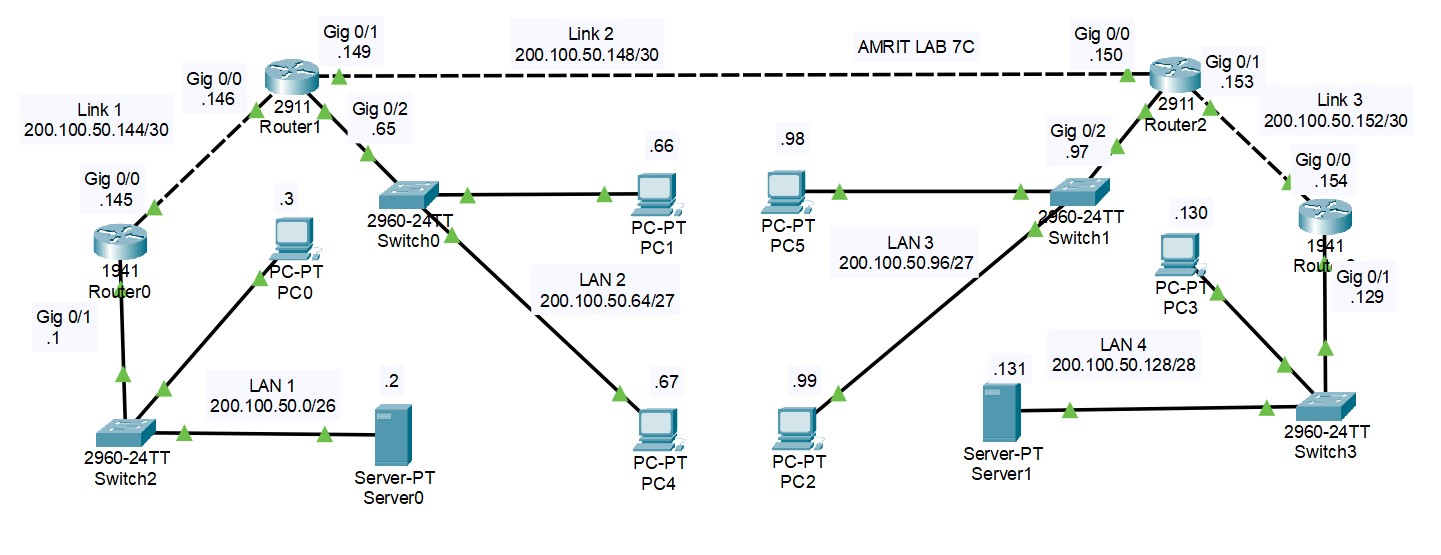 Gig 0/1
.149
Link 2
200.100.50.148/30
AMRIT LAB 7C
Gig 0/0
.150
Gig 0/0
.146
Gig 0/1
.153
Link 1
200.100.50.144/30
2911
Router1
Gig 0/2
.65
2911
Router2
Link 3
200.100.50.152/30
Gig 0/2
.97
.66
.98
Gig 0/0
.154
Gig 0/0
.145
.3
2960-24TT
Switch0
PC-PT
PC1
PC-PT
PC5
2960-24TT
Switch1
.130
1941
Router0
PC-PT
PC0
LAN 2
200.100.50.64/27
LAN 3
200.100.50.96/27
PC-PT
PC3
1941
Gig 0/1
.129
Gig 0/1
.1
LAN 1
200.100.50.0/26
.2
.67
.99
.131
LAN 4
200.100.50.128/28
2960-24TT
Switch2
Server-PT
Server0
PC-PT
PC4
PC-PT
PC2
Server-PT
Server1
2960-24TT
Switch3